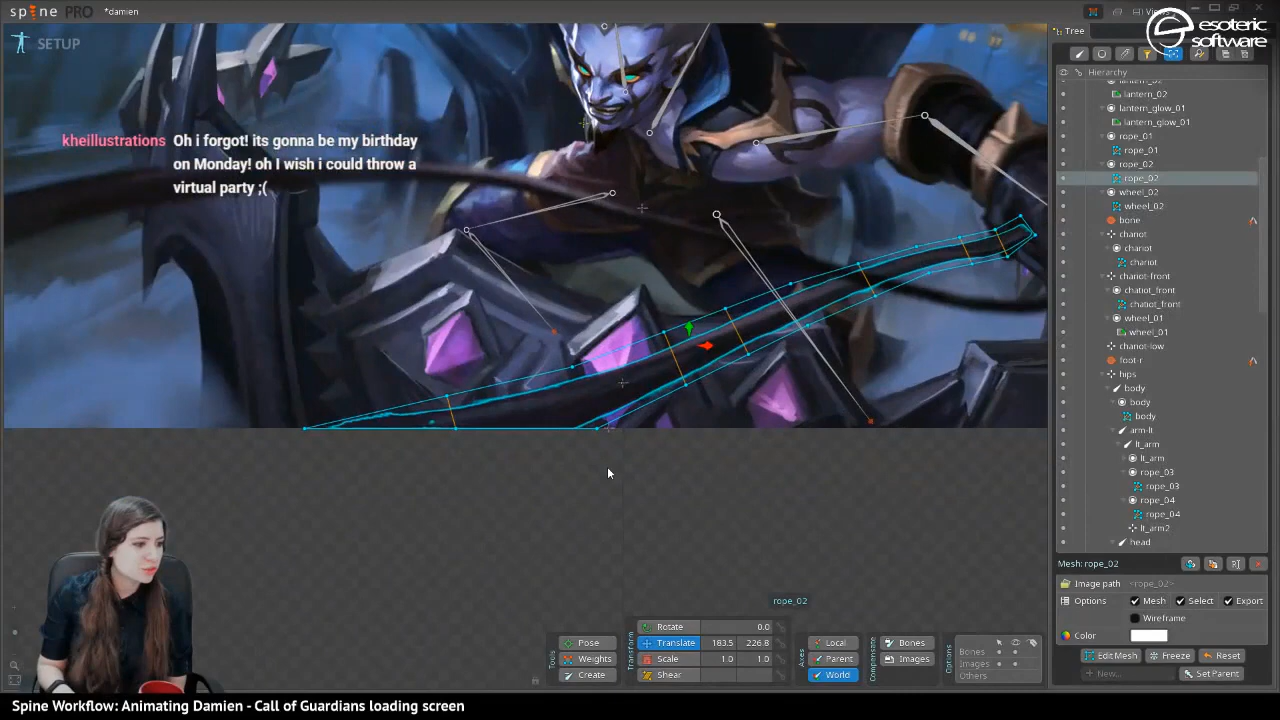 spine PRO
*damien
Views
esoteric
software
SETUP
Tree
Hierarchy
lantern_02
lantern_02
lantern_glow_01
lantern_glow_01
rope_01
rope_01
rope_02
rope_02
wheel_02
wheel_02
bone
chariot
chariot
chariot
chariot-front
chatiot_front
chatiot_front
wheel_01
wheel_01
chariot-low
foot-r
hips
body
body
body
arm-lt
lt_arm
lt_arm
rope_03
rope_03
rope_04
rope_04
lt_arm2
head
kheillustrations Oh i forgot! its gonna be my birthday
on Monday! oh I wish i could throw a
virtual party ;(
Mesh: rope_02
Image path <rope_02>
Options Mesh Select Export
Wireframe
Color
Edit Mesh Freeze Reset
New... Set Parent
rope_02
Tools
Pose
Weights
Create
Transform
Rotate 0.0
Translate 183.5 226.8
Scale 1.0 1.0
Shear
Axes
Local
Parent
World
Compensate
Bones
Images
Options
Bones
Images
Others
Spine Workflow: Animating Damien - Call of Guardians loading screen